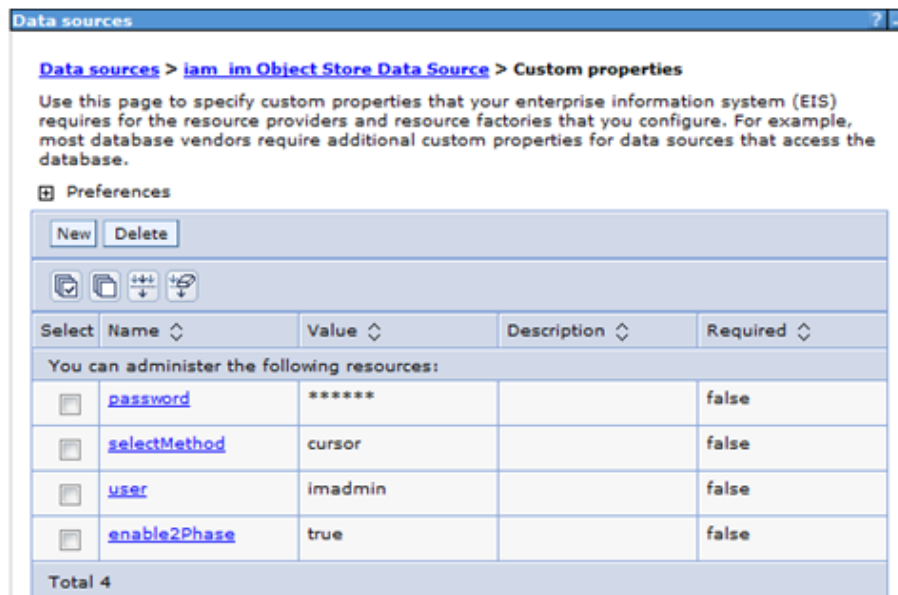 Data sources ? -
Data sources > iam_im Object Store Data Source > Custom properties
Use this page to specify custom properties that your enterprise information system (EIS)
requires for the resource providers and resource factories that you configure. For example,
most database vendors require additional custom properties for data sources that access the
database.
Preferences
New Delete
Select Name Value Description Required
You can administer the following resources:
password ****** false
selectMethod cursor false
user imadmin false
enable2Phase true false
Total 4